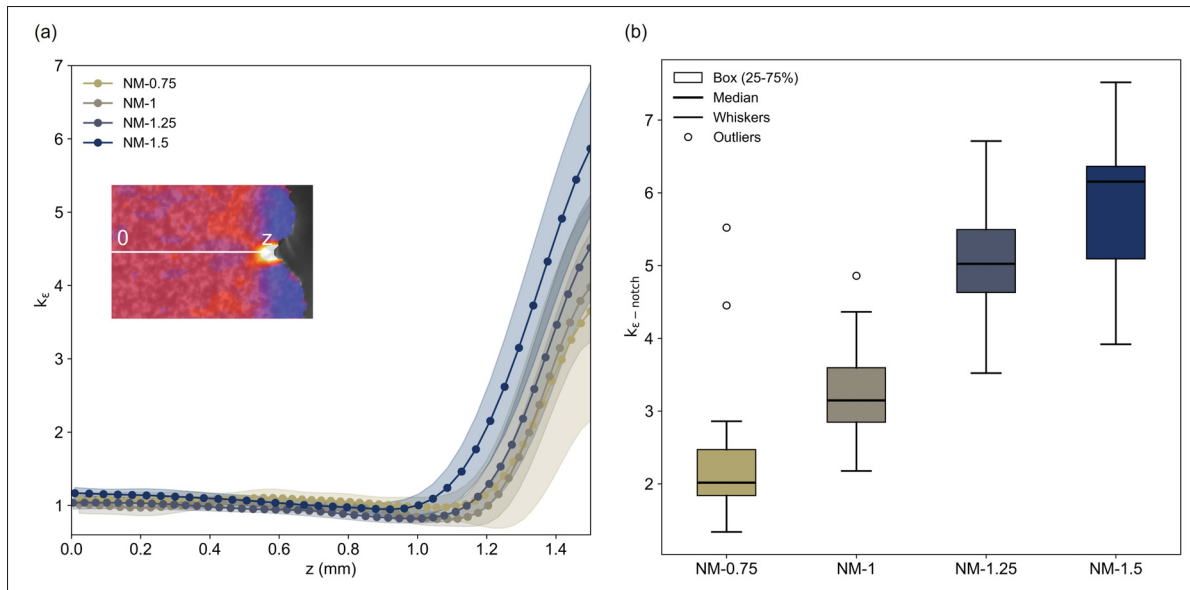 (a)
7
6
5
4
3
2
1
kε
NM-0.75
NM-1
NM-1.25
NM-1.5
0 z
0.0 0.2 0.4 0.6 0.8 1.0 1.2 1.4
z (mm)
(b)
Box (25-75%)
Median
Whiskers
Outliers
7
6
5
4
3
2
kε – notch
NM-0.75 NM-1 NM-1.25 NM-1.5